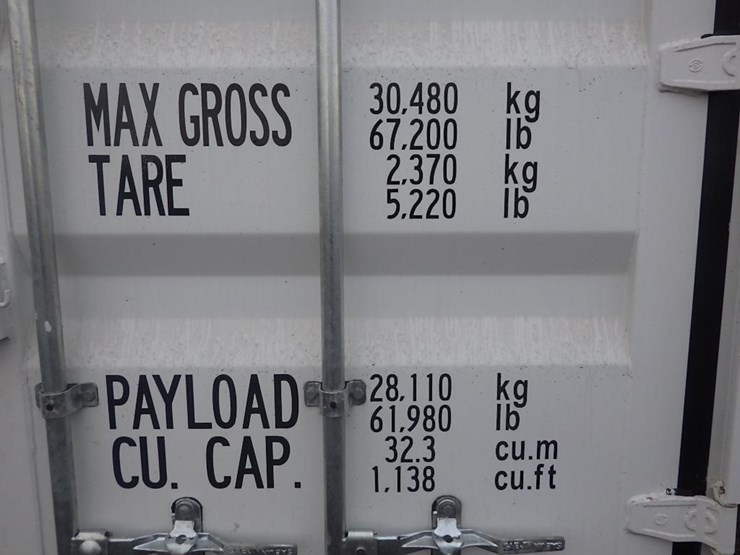 MAX GROSS 30,480 kg
67,200 lb
TARE 2,370 kg
5,220 lb
PAYLOAD 28,110 kg
61,980 lb
CU. CAP. 32.3 cu.m
1,138 cu.ft